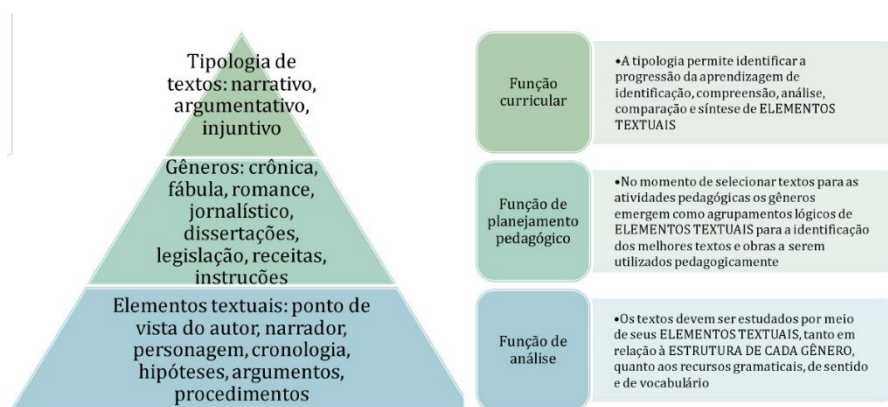 Tipologia de
textos: narrativo,
argumentativo,
injuntivo
Gêneros: crônica,
fábula, romance,
jornalístico,
dissertações,
legislação, receitas,
instruções
Elementos textuais: ponto de
vista do autor, narrador,
personagem, cronologia,
hipóteses, argumentos,
procedimentos
Função
curricular
•A tipologia permite identificar a
progressão da aprendizagem de
identificação, compreensão, análise,
comparação e síntese de ELEMENTOS
TEXTUAIS
Função de
planejamento
pedagógico
•No momento de selecionar textos para as
atividades pedagógicas os gêneros
emergem como agrupamentos lógicos de
ELEMENTOS TEXTUAIS para a identificação
dos melhores textos e obras a serem
utilizados pedagogicamente
Função de
análise
•Os textos devem ser estudados por meio
de seus ELEMENTOS TEXTUAIS, tanto em
relação à ESTRUTURA DE CADA GÊNERO,
quanto aos recursos gramaticais, de sentido
e de vocabulário